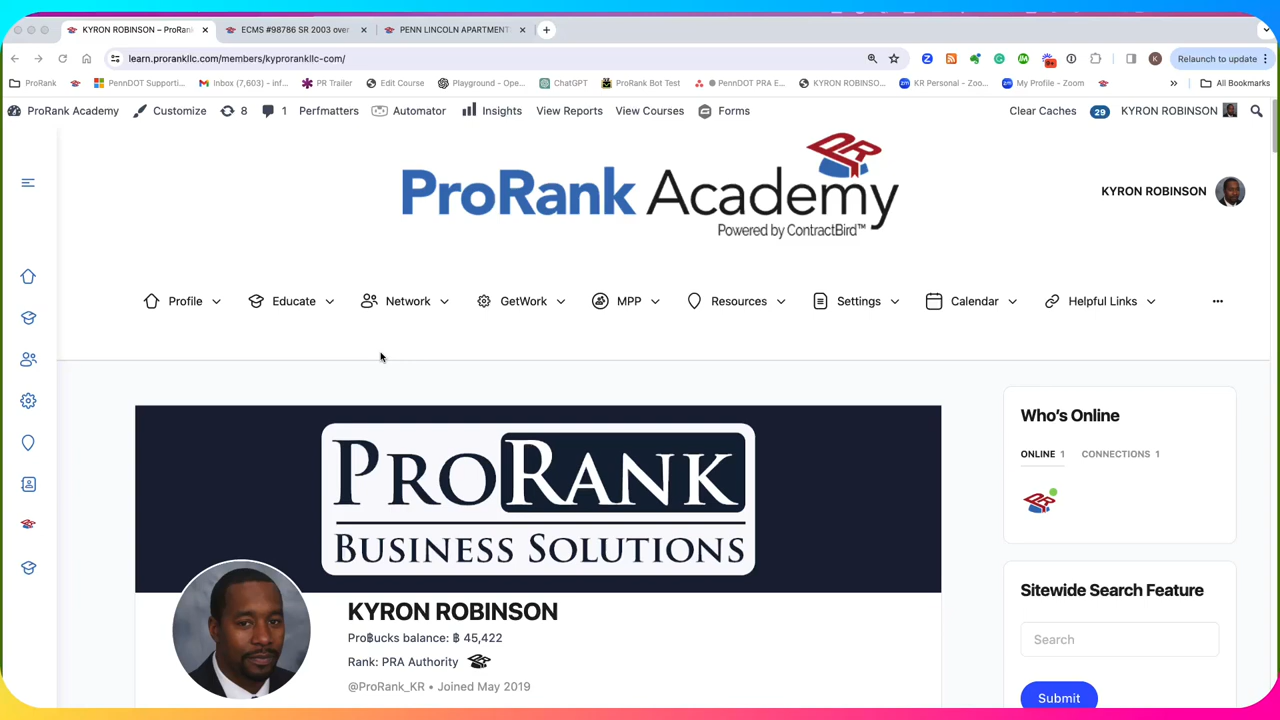 KYRON ROBINSON – ProRank
ECMS #98786 SR 2003 over
PENN LINCOLN APARTMENT
learn.prorankllc.com/members/kyprorankllc-com/
Relaunch to update
ProRank
PennDOT Supporti...
Inbox (7,603) - inf...
PR Trailer
Edit Course
Playground - Ope...
ChatGPT
ProRank Bot Test
PennDOT PRA E...
KYRON ROBINSON...
KR Personal - Zoo...
My Profile - Zoom
All Bookmarks
ProRank Academy
Customize
8
1
Perfmatters
Automator
Insights
View Reports
View Courses
Forms
Clear Caches
29
KYRON ROBINSON
PR
ProRank Academy
Powered by ContractBird™
KYRON ROBINSON
Profile
Educate
Network
GetWork
MPP
Resources
Settings
Calendar
Helpful Links
PRORANK
BUSINESS SOLUTIONS
KYRON ROBINSON
Pro฿ucks balance: ฿ 45,422
Rank: PRA Authority
@ProRank_KR • Joined May 2019
Who's Online
ONLINE 1
CONNECTIONS 1
Sitewide Search Feature
Search
Submit